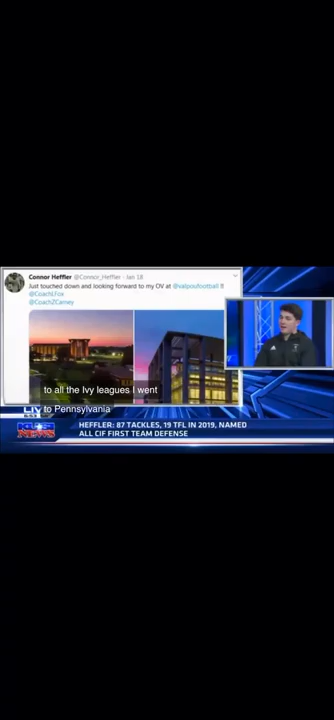 Connor Heffler @Connor_Heffler · Jan 18
Just touched down and looking forward to my OV at @valpoufootball !!
@CoachLFox
@CoachZCarney
to all the Ivy leagues I went
to Pennsylvania
LIVE
KUSI
NEWS
HEFFLER: 87 TACKLES, 19 TFL IN 2019, NAMED
ALL CIF FIRST TEAM DEFENSE